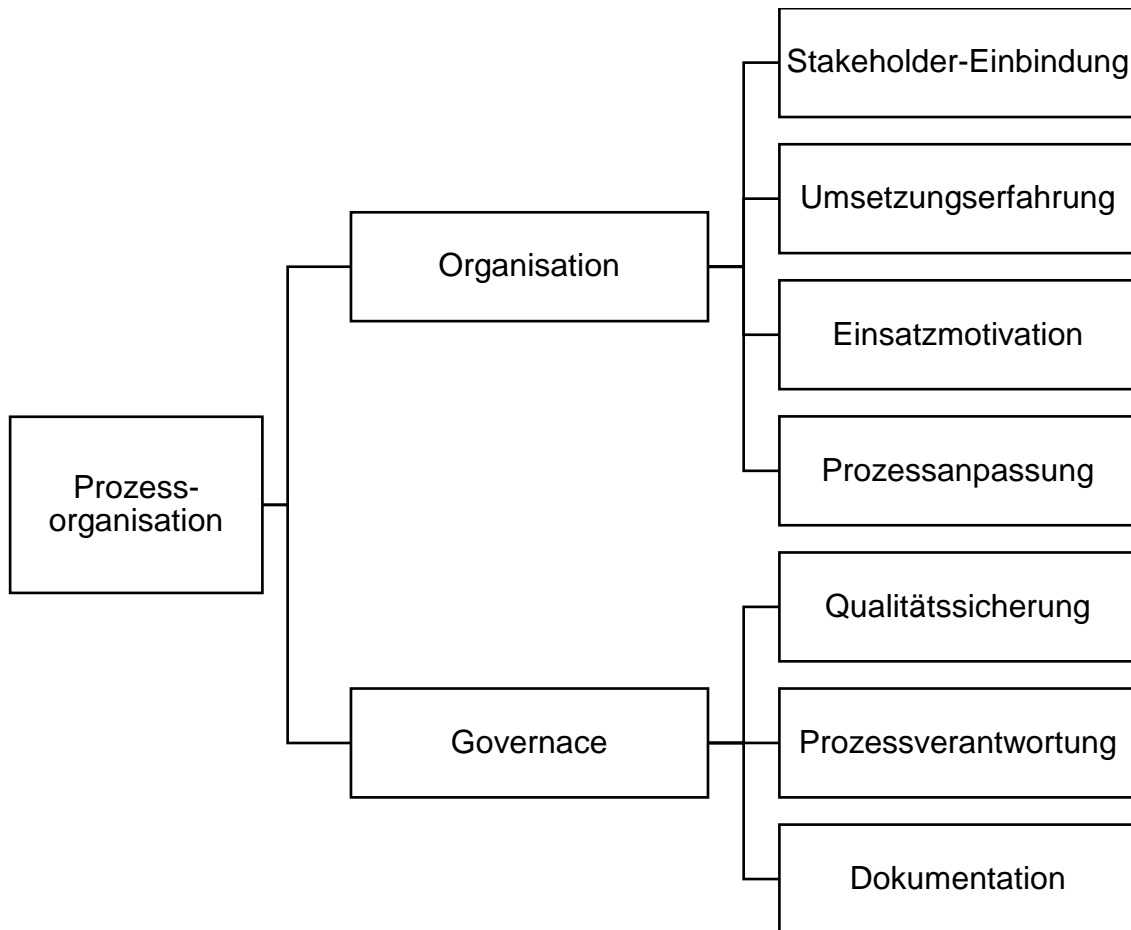 Stakeholder-Einbindung
Umsetzungserfahrung
Organisation
Einsatzmotivation
Prozessanpassung
Prozess-
organisation
Qualitätssicherung
Governace
Prozessverantwortung
Dokumentation